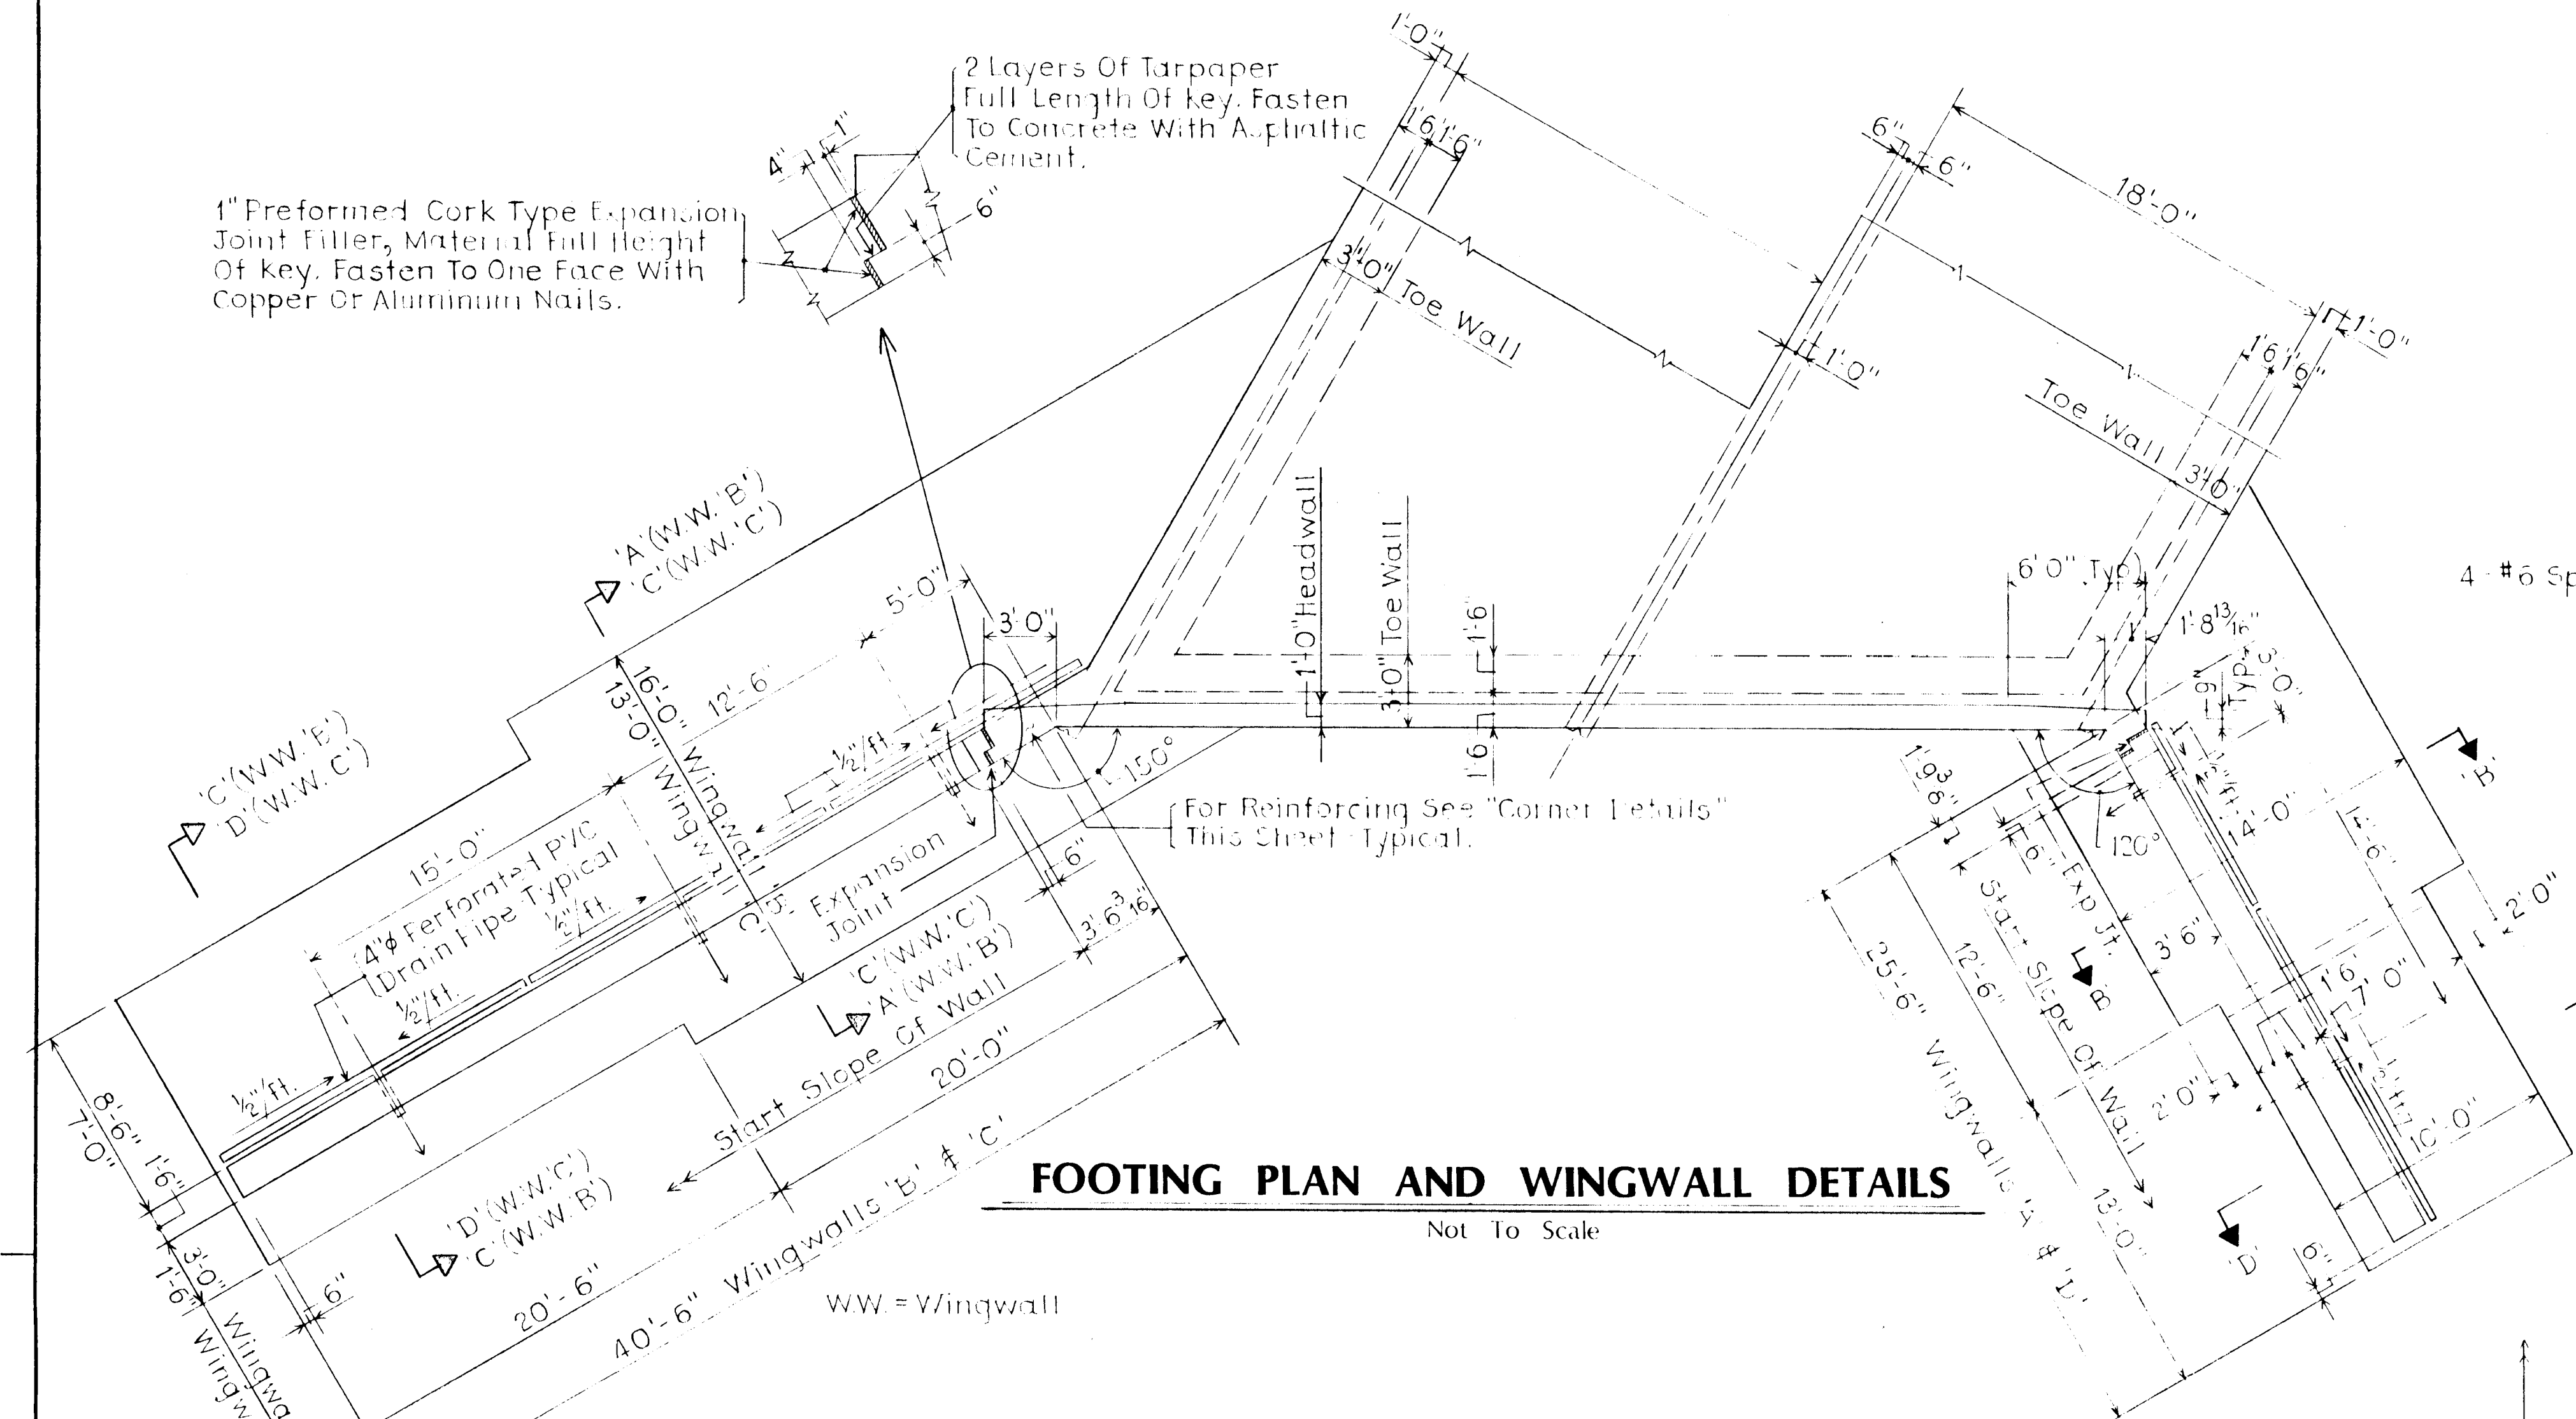 1'-0"
2 Layers Of Tarpaper
Full Length Of key. Fasten
To Concrete With Asphaltic
Cement.
1"
4"
6"
1" Preformed Cork Type Expansion
Joint Filler, Material Full Height
Of key. Fasten To One Face With
Copper Or Aluminum Nails.
1'6"
1'6"
6"
6"
18'-0"
3'-0"
Toe Wall
1'-0"
1'-0"
1'6"
1'6"
Toe Wall
3'-0"
'A' (W.W. 'B')
'C' (W.W. 'C')
5'-0"
3'-0"
1'-0" Headwall
3'-0" Toe Wall
1'-6"
1'-6"
6'-0" Typ.
4-#6 Sp
1'-8 13/16"
9"
Typ.
3'-0"
'C' (W.W. 'B')
'D' (W.W. 'C')
16'-0" Wingwall 'B'
13'-0" Wingwall 'C'
12'-6"
1/2"/ft.
150°
For Reinforcing See "Corner Details"
This Sheet Typical.
15'-0"
4"ø Perforated PVC
Drain Pipe Typical
1/2"/ft.
1/2"/ft.
1/2"/ft.
Expansion
Joint
6"
3'-6 3/16"
'C' (W.W. 'C')
'A' (W.W. 'B')
Start Slope Of Wall
20'-0"
8'-6"
7'-0"
1'-6"
3'-0" Wingwa
1'-6" Wingw
6"
'D' (W.W. 'C')
'C' (W.W. 'B')
20'-6"
40'-6" Wingwalls 'B' & 'C'
W.W. = Wingwall
FOOTING PLAN AND WINGWALL DETAILS
Not To Scale
6"
Exp. Jt.
120°
14'-0"
'B'
2'-0"
3'6"
'B'
12'-6"
Start Slope Of Wall
25'-6" Wingwalls 'A' & 'D'
1'6"
7'-0"
2'0"
10'-0"
13'-0"
'D'
6"